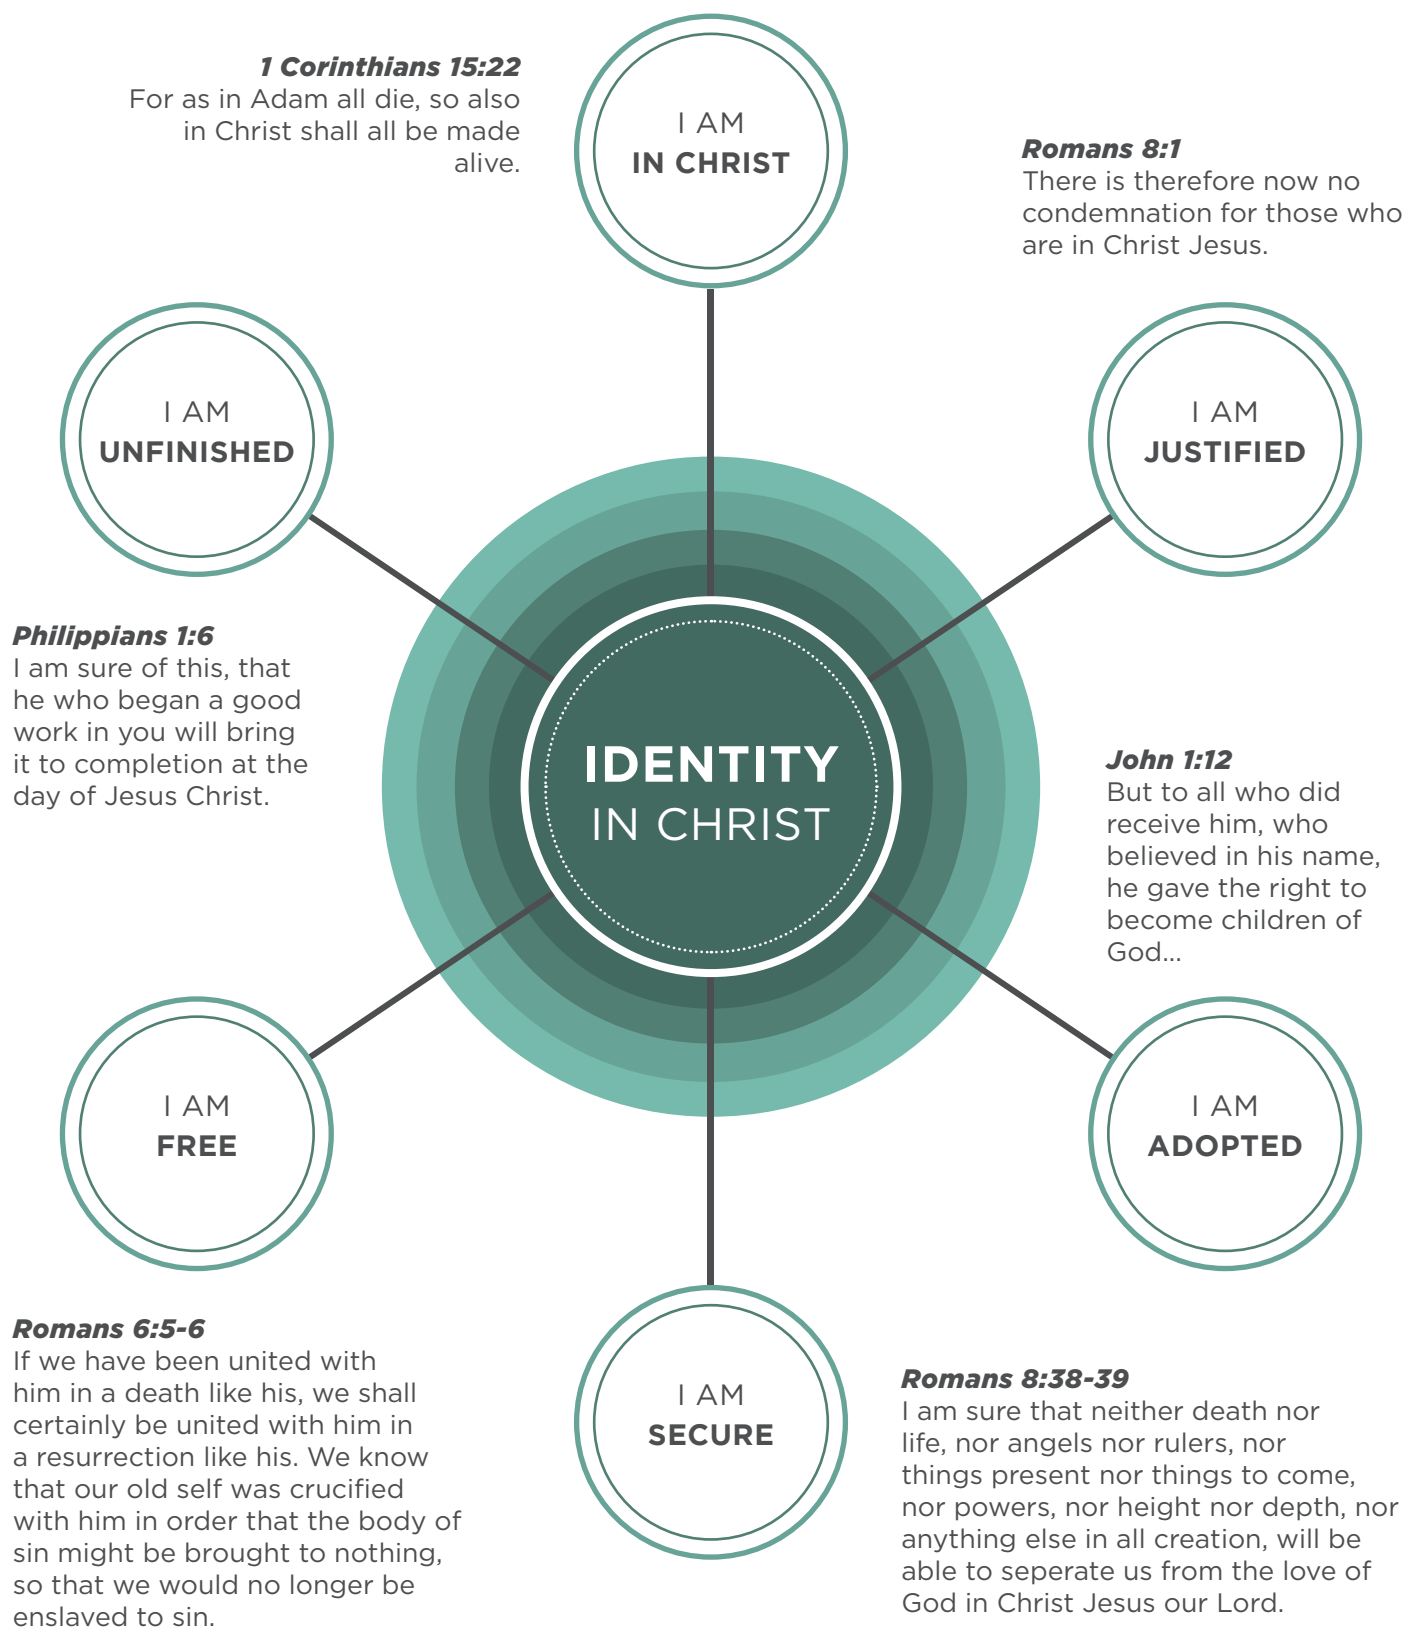 1 Corinthians 15:22
For as in Adam all die, so also
in Christ shall all be made
alive.
I AM
IN CHRIST
Romans 8:1
There is therefore now no
condemnation for those who
are in Christ Jesus.
I AM
UNFINISHED
I AM
JUSTIFIED
Philippians 1:6
I am sure of this, that
he who began a good
work in you will bring
it to completion at the
day of Jesus Christ.
IDENTITY
IN CHRIST
John 1:12
But to all who did
receive him, who
believed in his name,
he gave the right to
become children of
God...
I AM
FREE
I AM
ADOPTED
Romans 6:5-6
If we have been united with
him in a death like his, we shall
certainly be united with him in
a resurrection like his. We know
that our old self was crucified
with him in order that the body of
sin might be brought to nothing,
so that we would no longer be
enslaved to sin.
I AM
SECURE
Romans 8:38-39
I am sure that neither death nor
life, nor angels nor rulers, nor
things present nor things to come,
nor powers, nor height nor depth, nor
anything else in all creation, will be
able to seperate us from the love of
God in Christ Jesus our Lord.